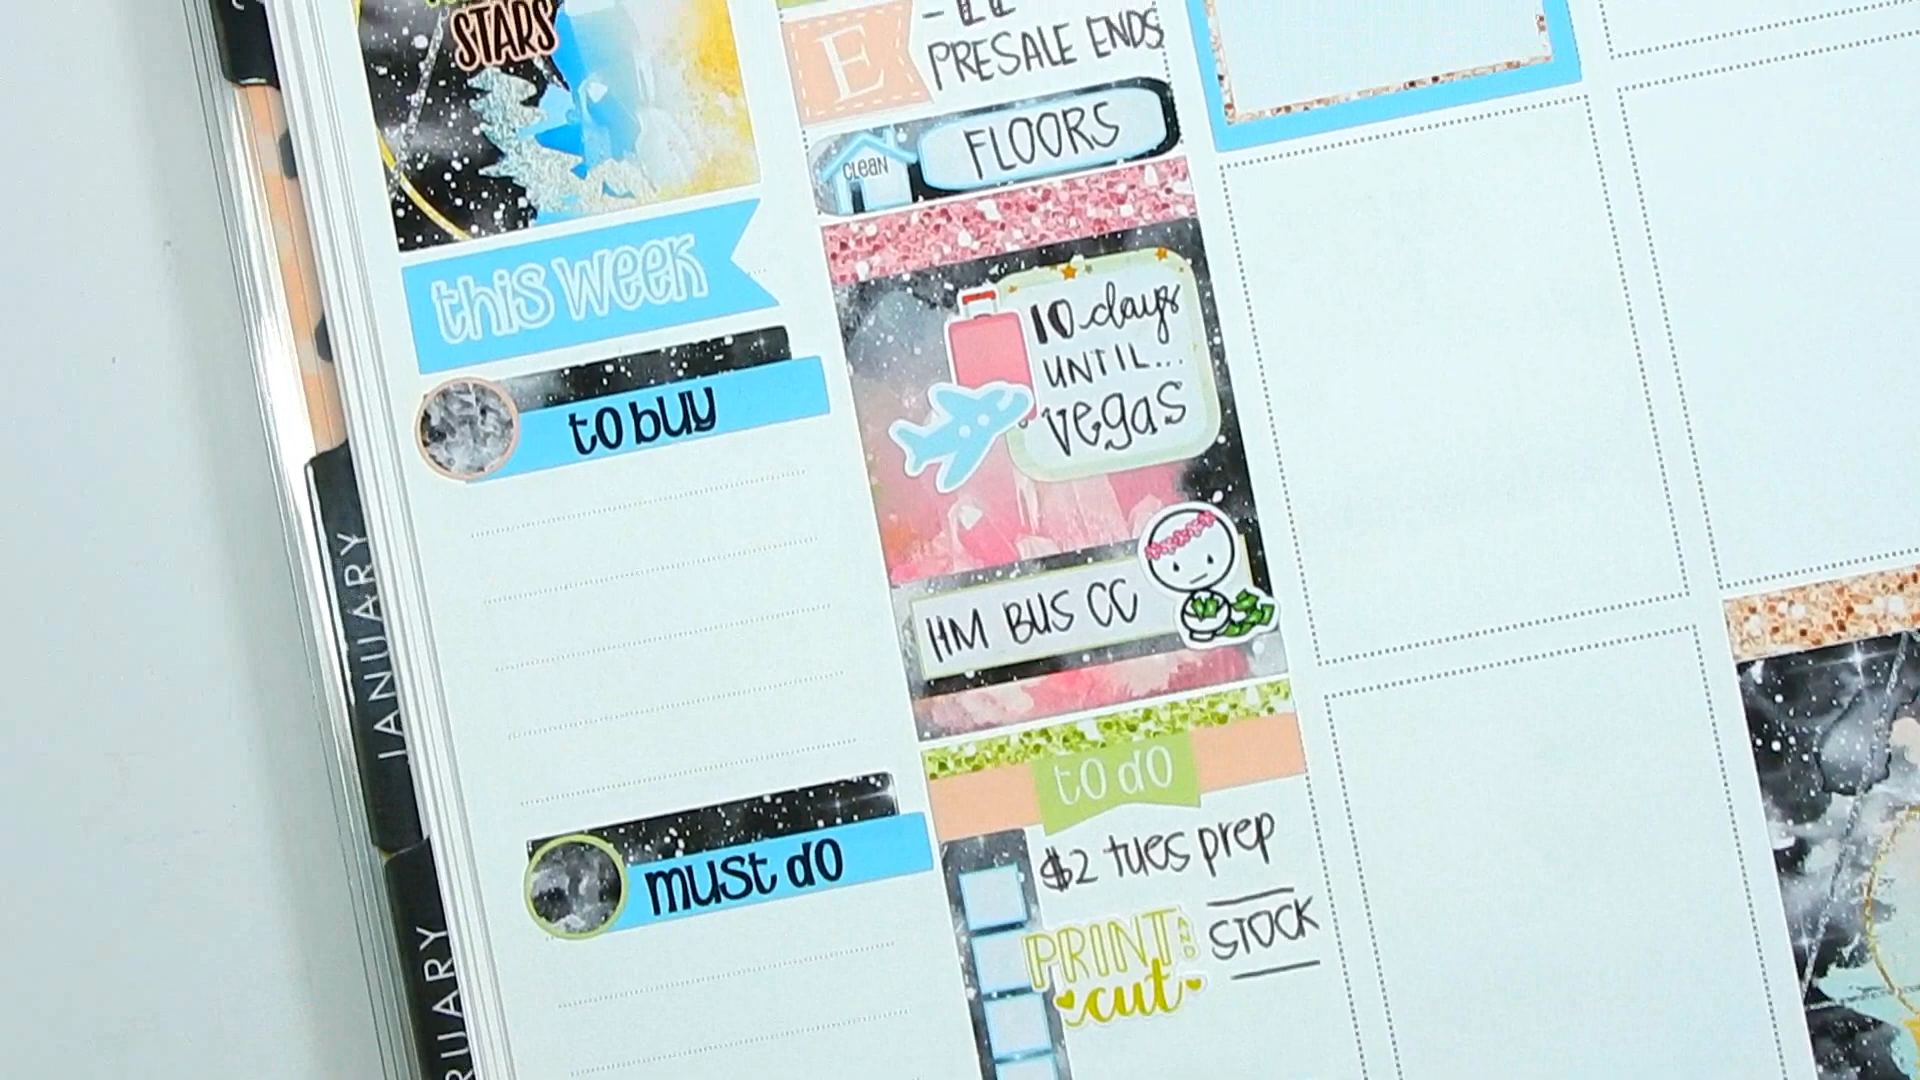 STARS
this week
to buy
must do
JANUARY
RUARY
E
PRESALE ENDS
CLEAN
FLOORS
10 days
UNTIL...
vegas
HM BUS CC
to do
$2 tues prep
PRINT AND
cut
STOCK